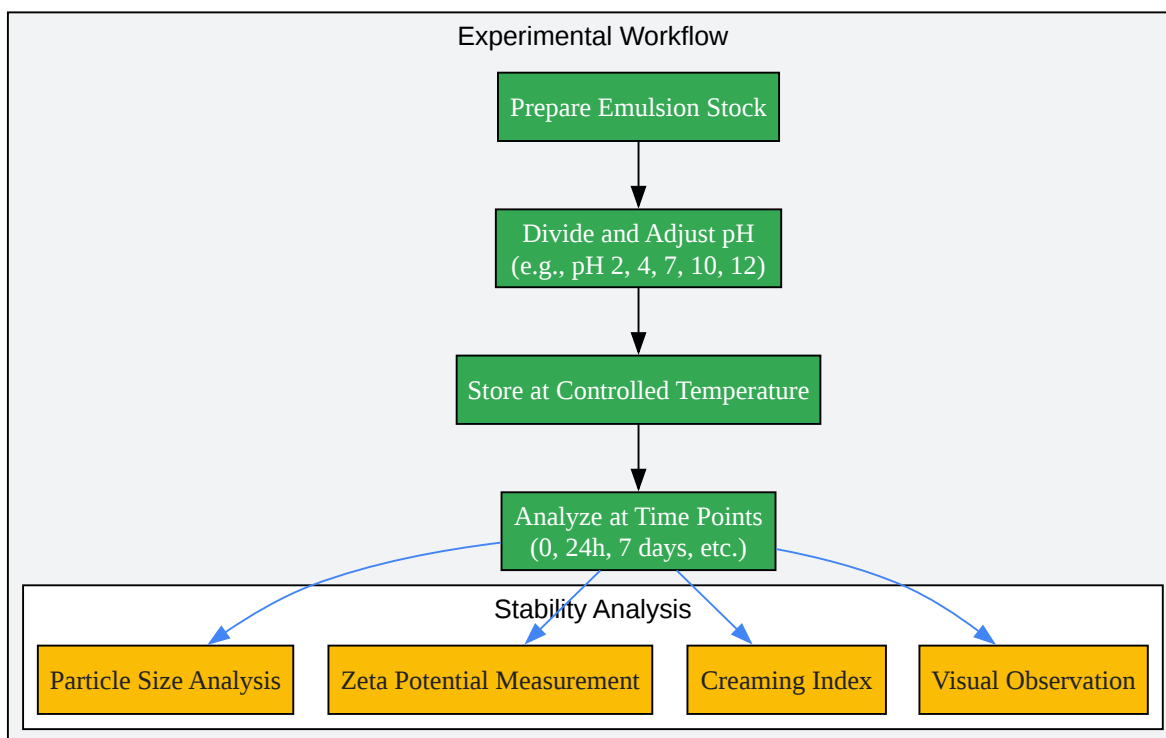 Experimental Workflow
Prepare Emulsion Stock
Divide and Adjust pH
(e.g., pH 2, 4, 7, 10, 12)
Store at Controlled Temperature
Analyze at Time Points
(0, 24h, 7 days, etc.)
Stability Analysis
Particle Size Analysis
Zeta Potential Measurement
Creaming Index
Visual Observation